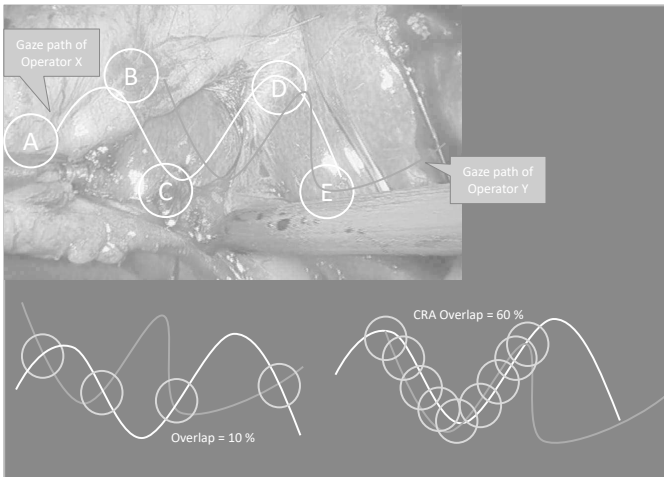 Gaze path of
Operator X
A
B
C
D
E
Gaze path of
Operator Y
Overlap = 10 %
CRA Overlap = 60 %